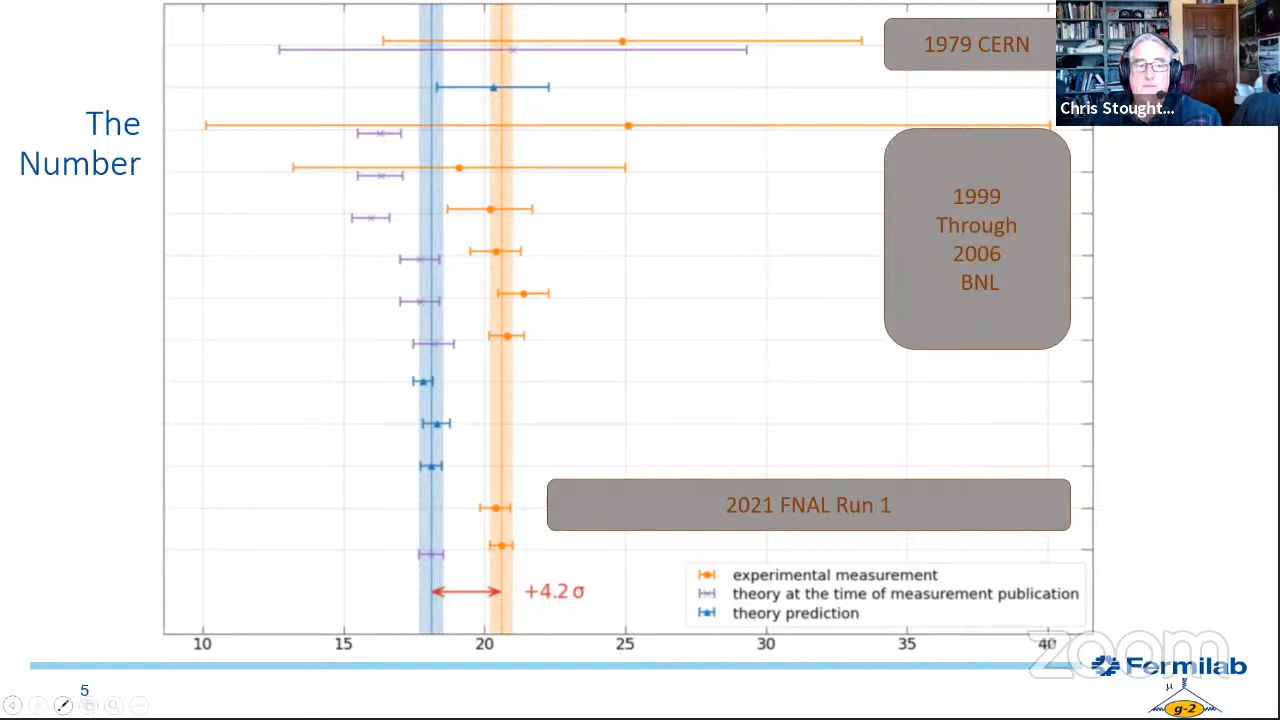 The
Number
1979 CERN
Chris Stought...
1999
Through
2006
BNL
2021 FNAL Run 1
+4.2 σ
experimental measurement
theory at the time of measurement publication
theory prediction
10 15 20 25 30 35 40
zoom
Fermilab
μ
g-2
5